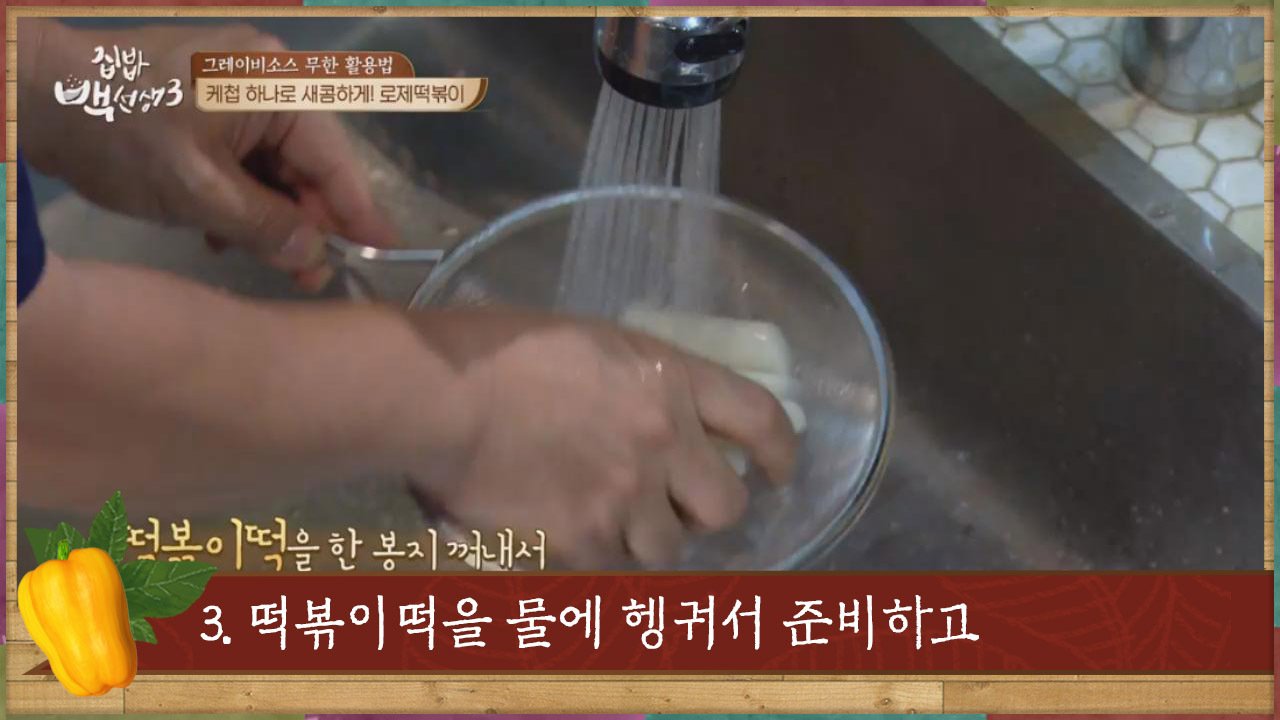 집밥
백선생3
그레이비소스 무한 활용법
케첩 하나로 새콤하게! 로제떡볶이
떡볶이떡을 한 봉지 꺼내서
3. 떡볶이떡을 물에 헹궈서 준비하고